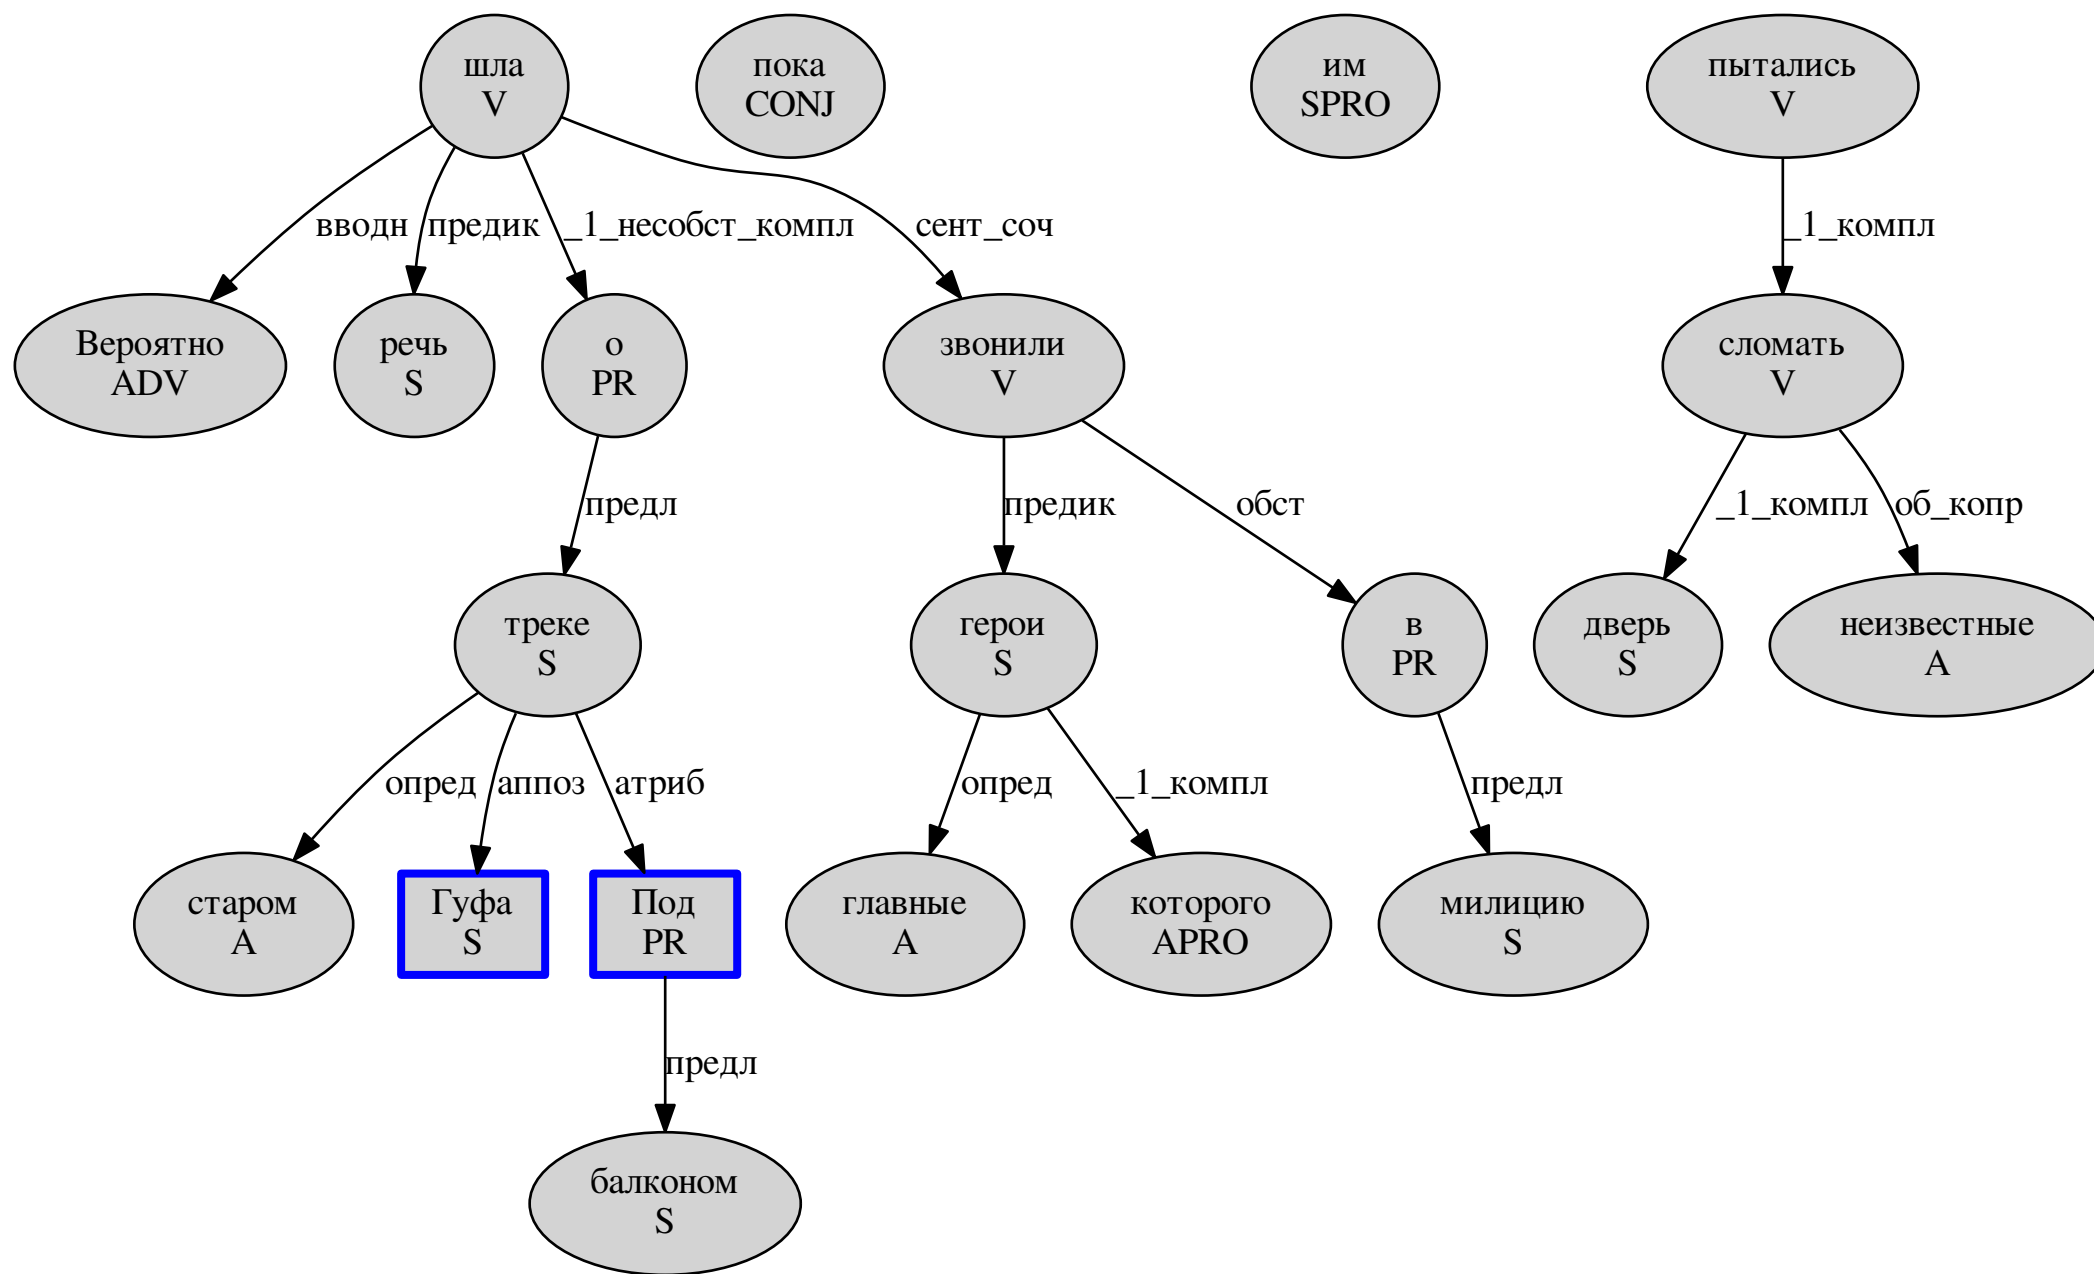 шла
V
пока
CONJ
им
SPRO
пытались
V
вводн
предик
_1_несобст_компл
сент_соч
_1_компл
Вероятно
ADV
речь
S
о
PR
звонили
V
сломать
V
предл
предик
обст
_1_компл
об_копр
треке
S
герои
S
в
PR
дверь
S
неизвестные
A
опред
аппоз
атриб
опред
_1_компл
предл
старом
A
Гуфа
S
Под
PR
главные
A
которого
APRO
милицию
S
предл
балконом
S